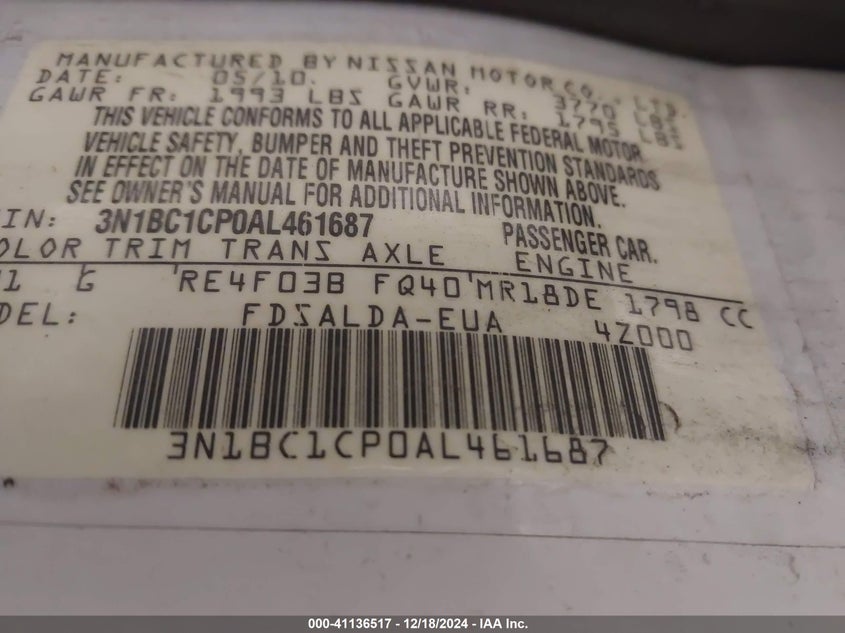 MANUFACTURED BY NISSAN MOTOR CO., LTD
DATE: 05/10. GVWR: 3770 LBS
GAWR FR: 1993 LBS GAWR RR: 1795 LBS
THIS VEHICLE CONFORMS TO ALL APPLICABLE FEDERAL MOTOR
VEHICLE SAFETY, BUMPER AND THEFT PREVENTION STANDARDS
IN EFFECT ON THE DATE OF MANUFACTURE SHOWN ABOVE.
SEE OWNER'S MANUAL FOR ADDITIONAL INFORMATION.
IN: 3N1BC1CP0AL461687 PASSENGER CAR.
OLOR TRIM TRANS AXLE ENGINE
1 G RE4F03B FQ40 MR18DE 1798 CC
DEL: FDSALDA-EUA 4Z000
3N1BC1CP0AL461687
000-41136517 - 12/18/2024 - IAA Inc.